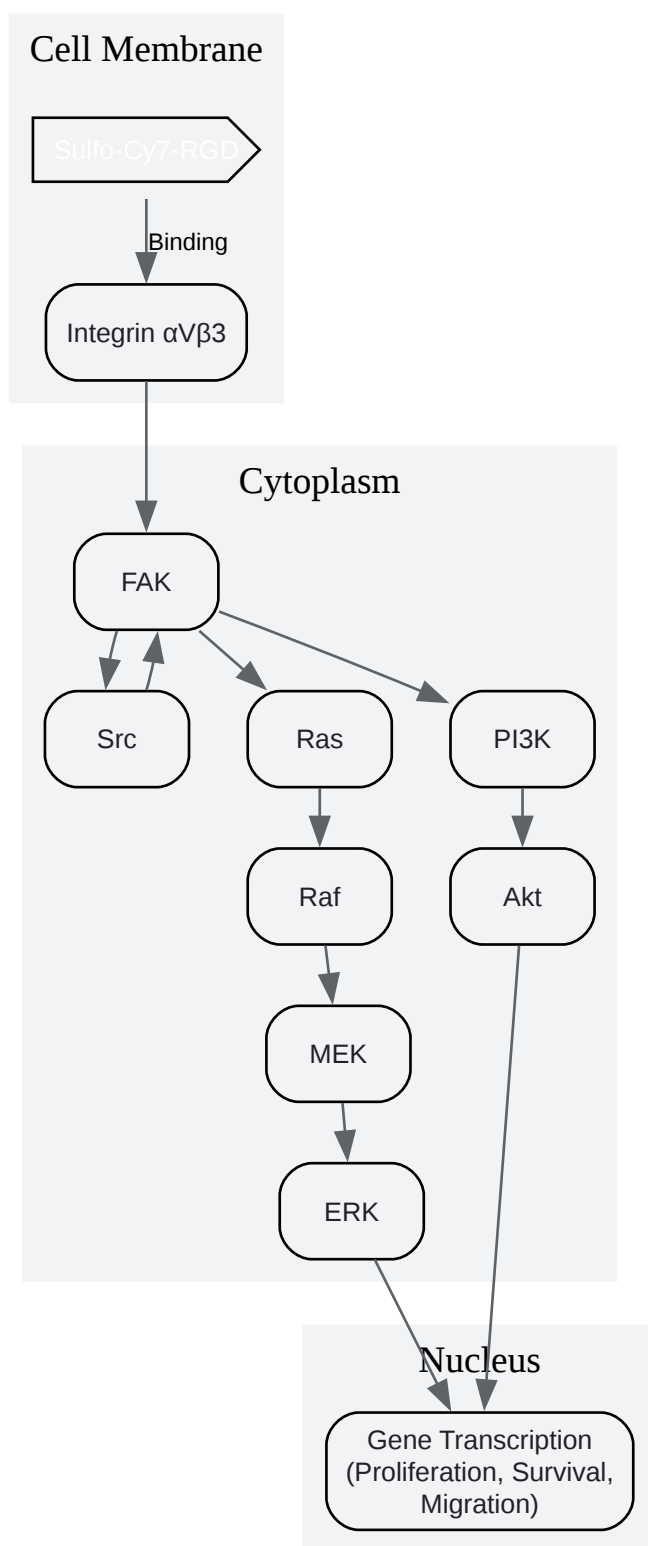 Cell Membrane
Sulfo-Cy7-RGD
Binding
Integrin αVβ3
Cytoplasm
FAK
Src
Ras
PI3K
Raf
Akt
MEK
ERK
Nucleus
Gene Transcription
(Proliferation, Survival,
Migration)